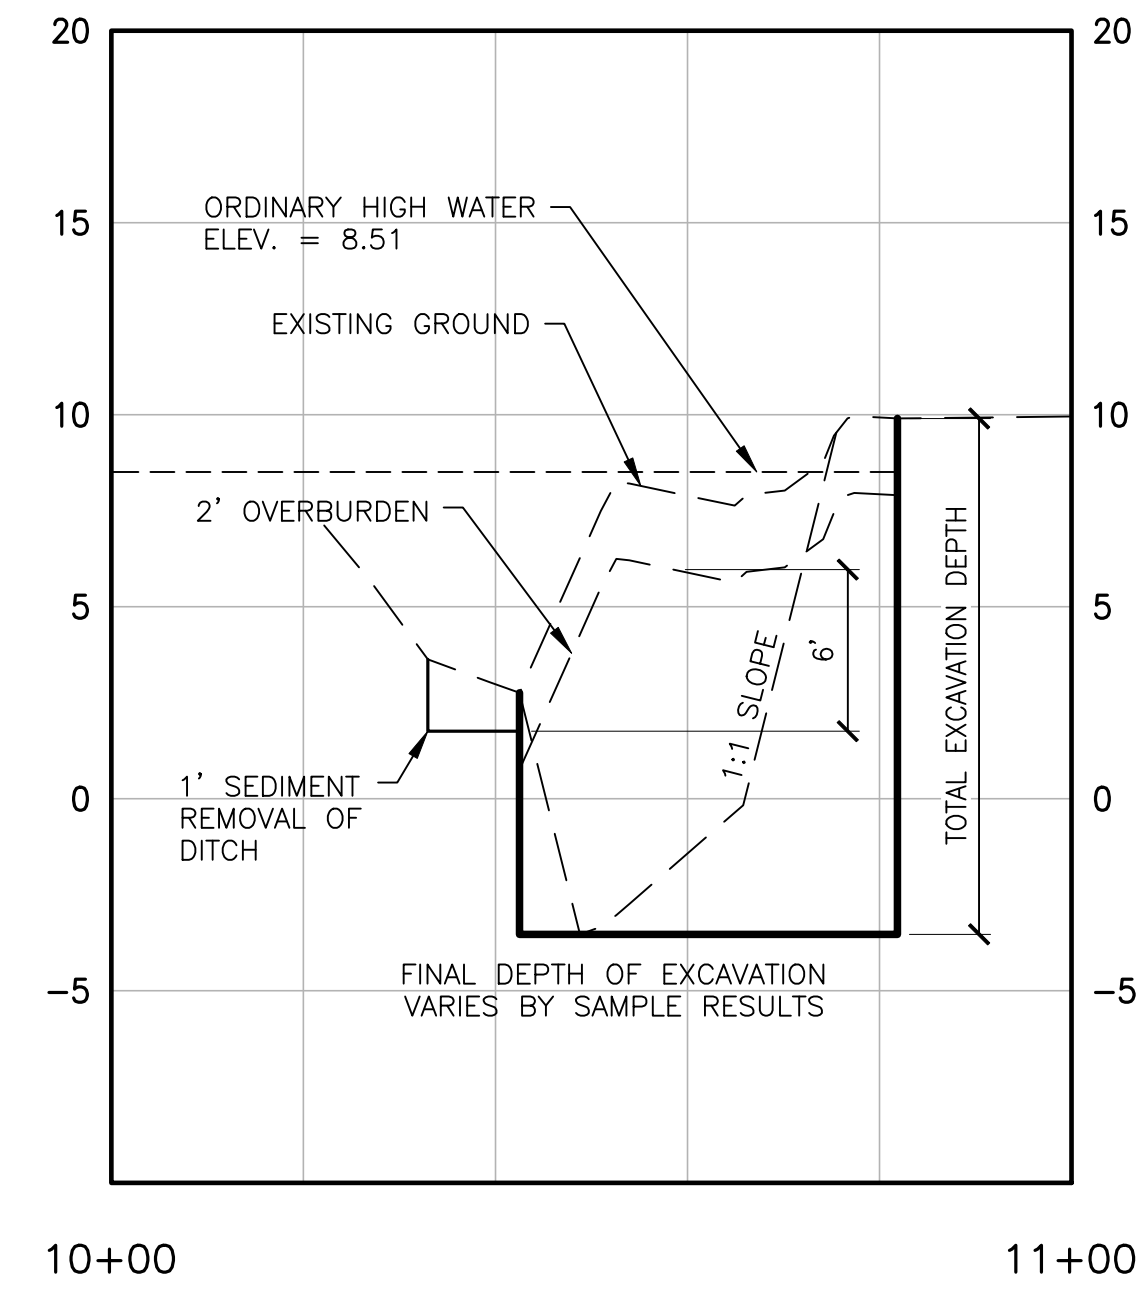 20
20
ORDINARY HIGH WATER
ELEV. = 8.51
15
15
EXISTING GROUND
10
10
2' OVERBURDEN
5
5
6'
1:1 SLOPE
TOTAL EXCAVATION DEPTH
1' SEDIMENT
REMOVAL OF
DITCH
0
0
FINAL DEPTH OF EXCAVATION
VARIES BY SAMPLE RESULTS
-5
-5
10+00
11+00